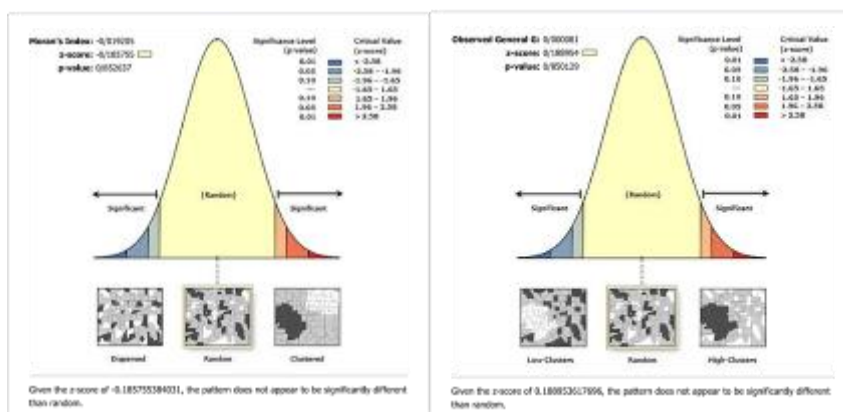 Moran's Index: -0/019205
z-score: -0/185755
p-value: 0/852637
Significance Level
(p-value)
0.01
0.05
0.10
—
0.10
0.05
0.01
Critical Value
(z-score)
< -2.58
-2.58 – -1.96
-1.96 – -1.65
-1.65 – 1.65
1.65 – 1.96
1.96 – 2.58
> 2.58
(Random)
Significant
Significant
Dispersed
Random
Clustered
Given the z-score of -0.185755384031, the pattern does not appear to be significantly different
than random.
Observed General G: 0/000081
z-score: 0/188954
p-value: 0/850129
Significance Level
(p-value)
0.01
0.05
0.10
—
0.10
0.05
0.01
Critical Value
(z-score)
< -2.58
-2.58 – -1.96
-1.96 – -1.65
-1.65 – 1.65
1.65 – 1.96
1.96 – 2.58
> 2.58
(Random)
Significant
Significant
Low-Clusters
Random
High-Clusters
Given the z-score of 0.188953617696, the pattern does not appear to be significantly different
than random.